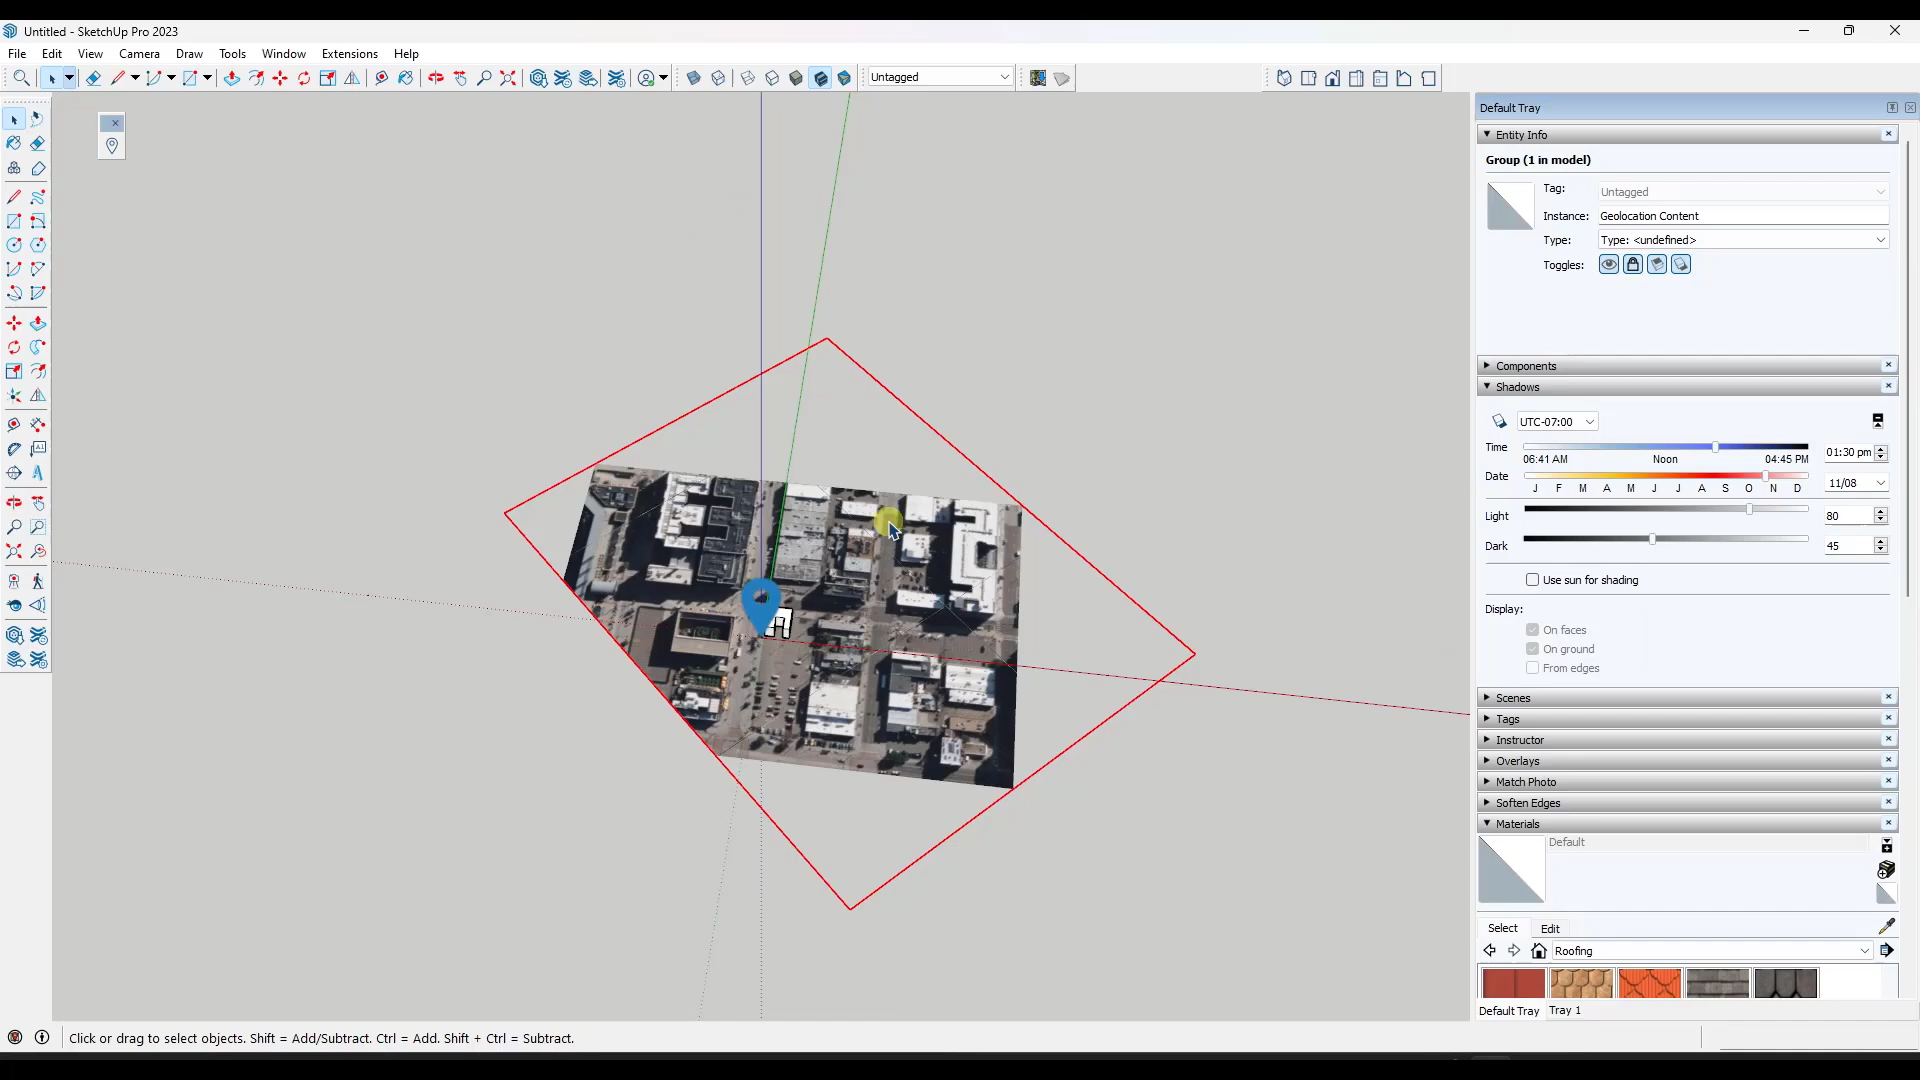 Untitled - SketchUp Pro 2023
File Edit View Camera Draw Tools Window Extensions Help
Untagged
Default Tray
Entity Info
Group (1 in model)
Tag: Untagged
Instance: Geolocation Content
Type: Type: <undefined>
Toggles:
Components
Shadows
UTC-07:00
Time 01:30 pm
06:41 AM Noon 04:45 PM
Date 11/08
J F M A M J J A S O N D
Light 80
Dark 45
Use sun for shading
Display:
On faces
On ground
From edges
Scenes
Tags
Instructor
Overlays
Match Photo
Soften Edges
Materials
Default
Select Edit
Roofing
Default Tray Tray 1
Click or drag to select objects. Shift = Add/Subtract. Ctrl = Add. Shift + Ctrl = Subtract.